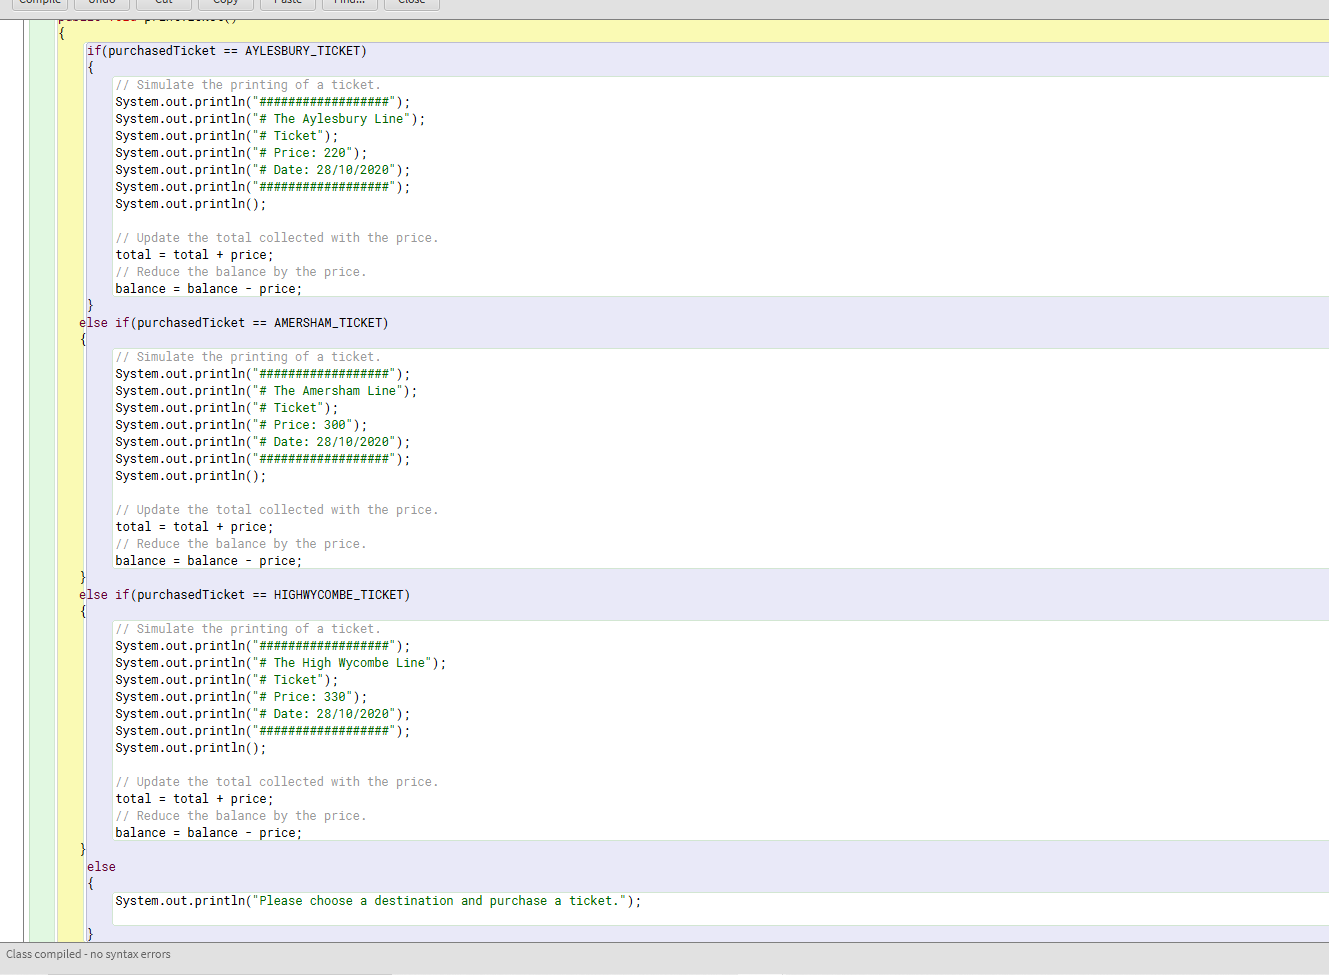 Compile Undo Cut Copy Paste Find... Close
public void printTicket()
{
if(purchasedTicket == AYLESBURY_TICKET)
{
// Simulate the printing of a ticket.
System.out.println("##################");
System.out.println("# The Aylesbury Line");
System.out.println("# Ticket");
System.out.println("# Price: 220");
System.out.println("# Date: 28/10/2020");
System.out.println("##################");
System.out.println();
// Update the total collected with the price.
total = total + price;
// Reduce the balance by the price.
balance = balance - price;
}
else if(purchasedTicket == AMERSHAM_TICKET)
{
// Simulate the printing of a ticket.
System.out.println("##################");
System.out.println("# The Amersham Line");
System.out.println("# Ticket");
System.out.println("# Price: 300");
System.out.println("# Date: 28/10/2020");
System.out.println("##################");
System.out.println();
// Update the total collected with the price.
total = total + price;
// Reduce the balance by the price.
balance = balance - price;
}
else if(purchasedTicket == HIGHWYCOMBE_TICKET)
{
// Simulate the printing of a ticket.
System.out.println("##################");
System.out.println("# The High Wycombe Line");
System.out.println("# Ticket");
System.out.println("# Price: 330");
System.out.println("# Date: 28/10/2020");
System.out.println("##################");
System.out.println();
// Update the total collected with the price.
total = total + price;
// Reduce the balance by the price.
balance = balance - price;
}
else
{
System.out.println("Please choose a destination and purchase a ticket.");
}
Class compiled - no syntax errors